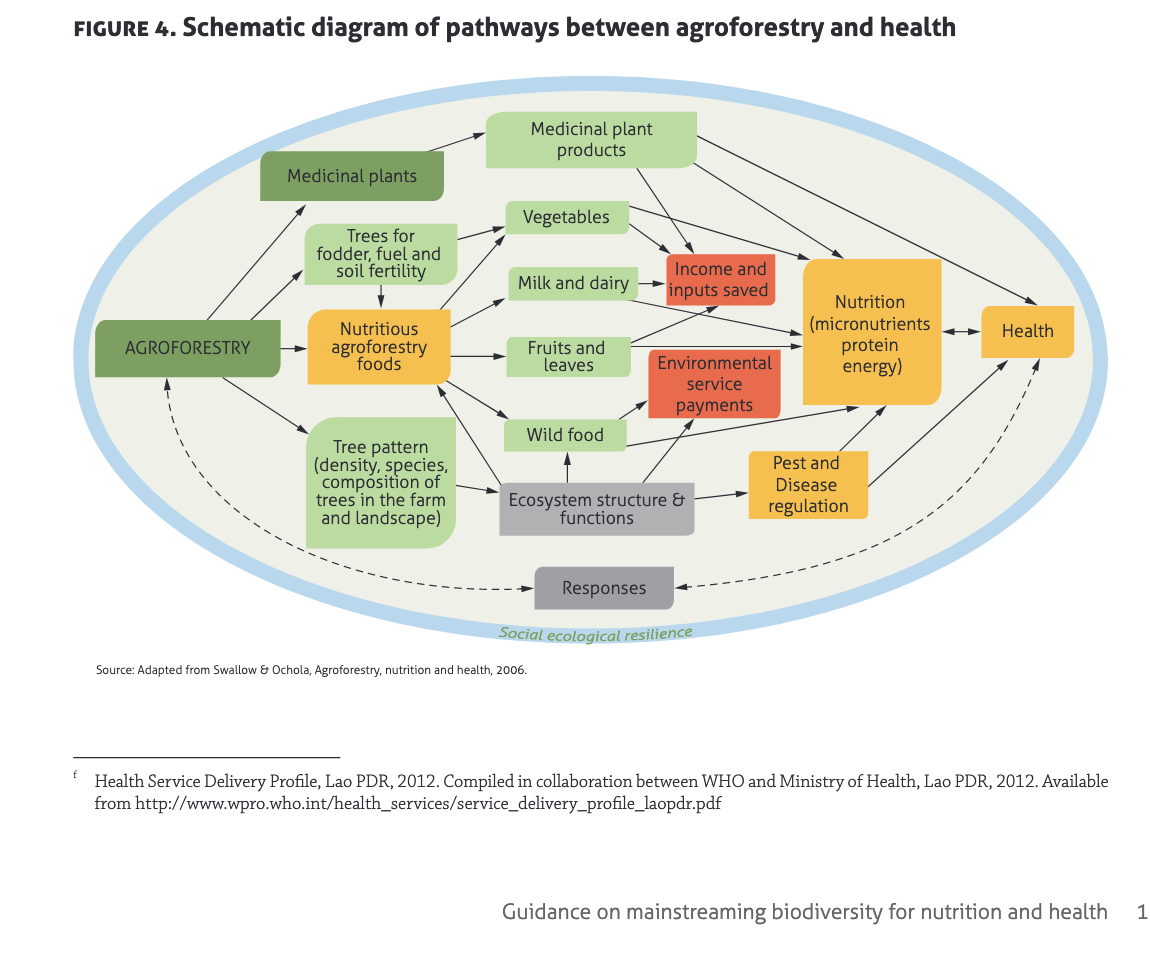 FIGURE 4. Schematic diagram of pathways between agroforestry and health
Medicinal plant
products
Medicinal plants
Vegetables
Trees for
fodder, fuel and
soil fertility
Income and
inputs saved
Milk and dairy
Nutrition
(micronutrients
protein
energy)
Health
AGROFORESTRY
Nutritious
agroforestry
foods
Fruits and
leaves
Environmental
service
payments
Wild food
Tree pattern
(density, species,
composition of
trees in the farm
and landscape)
Pest and
Disease
regulation
Ecosystem structure &
functions
Responses
Social ecological resilience
Source: Adapted from Swallow & Ochola, Agroforestry, nutrition and health, 2006.
f Health Service Delivery Profile, Lao PDR, 2012. Compiled in collaboration between WHO and Ministry of Health, Lao PDR, 2012. Available
from http://www.wpro.who.int/health_services/service_delivery_profile_laopdr.pdf
Guidance on mainstreaming biodiversity for nutrition and health 1